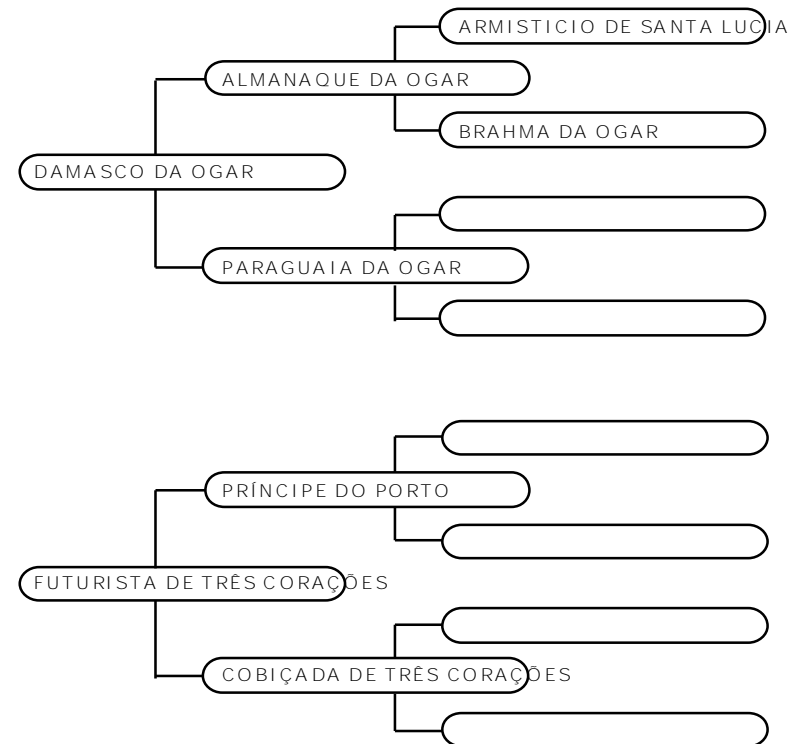 ARMISTICIO DE SANTA LUCIA
ALMANAQUE DA OGAR
BRAHMA DA OGAR
DAMASCO DA OGAR
PARAGUAIA DA OGAR
PRÍNCIPE DO PORTO
FUTURISTA DE TRÊS CORAÇÕES
COBIÇADA DE TRÊS CORAÇÕES